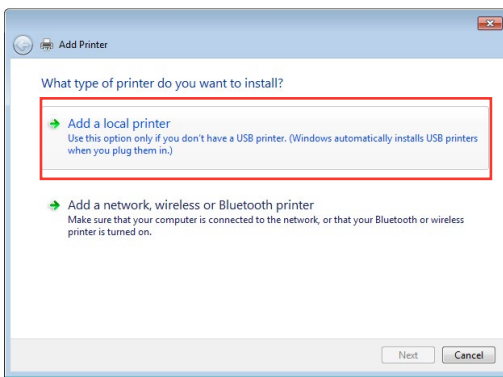 Add Printer
What type of printer do you want to install?
Add a local printer
Use this option only if you don't have a USB printer. (Windows automatically installs USB printers
when you plug them in.)
Add a network, wireless or Bluetooth printer
Make sure that your computer is connected to the network, or that your Bluetooth or wireless
printer is turned on.
Next Cancel